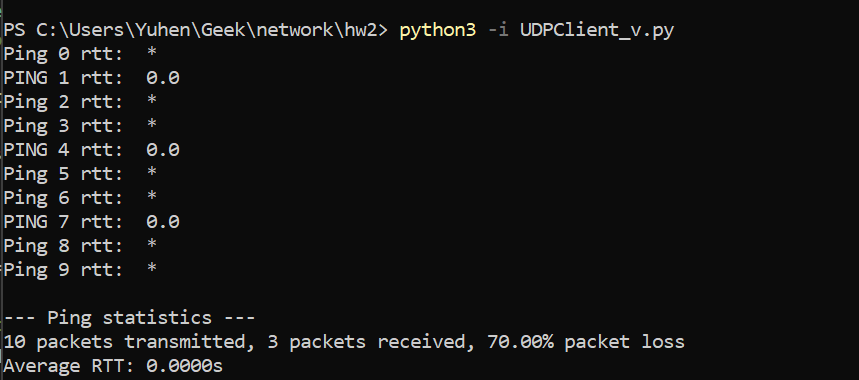 PS C:\Users\Yuhen\Geek\network\hw2> python3 -i UDPClient_v.py
Ping 0 rtt:  *
PING 1 rtt:  0.0
Ping 2 rtt:  *
Ping 3 rtt:  *
PING 4 rtt:  0.0
Ping 5 rtt:  *
Ping 6 rtt:  *
PING 7 rtt:  0.0
Ping 8 rtt:  *
Ping 9 rtt:  *

--- Ping statistics ---
10 packets transmitted, 3 packets received, 70.00% packet loss
Average RTT: 0.0000s